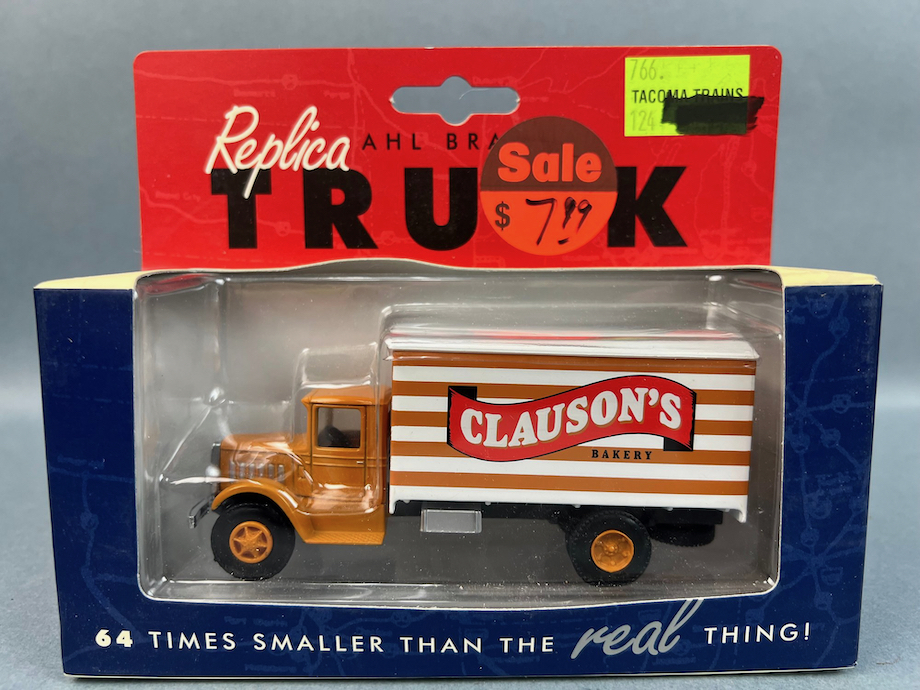 766.
TACOMA TRAINS
124
Replica
AHL BRA
TRU K
Sale
$ 7.99
CLAUSON'S
BAKERY
64 TIMES SMALLER THAN THE real THING!